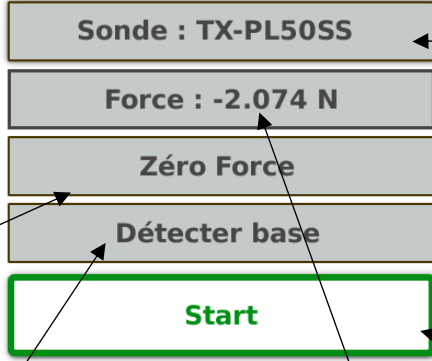 Sonde : TX-PL50SS
Force : -2.074 N
Zéro Force
Détecter base
Start